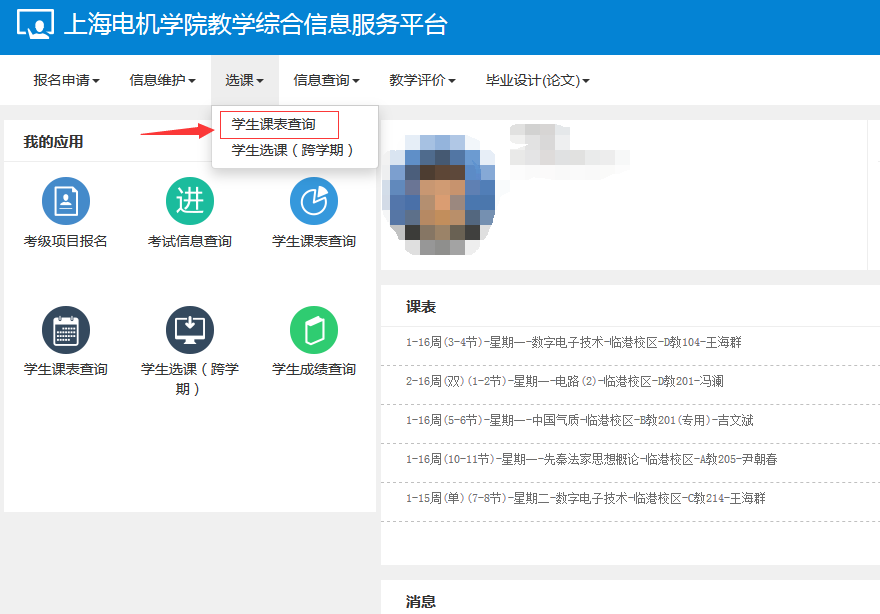 上海电机学院教学综合信息服务平台
报名申请 信息维护 选课 信息查询 教学评价 毕业设计(论文)
学生课表查询
学生选课（跨学期）
我的应用
进
考级项目报名 考试信息查询 学生课表查询
学生课表查询 学生选课（跨学期） 学生成绩查询
课表
1-16周(3-4节)-星期一-数字电子技术-临港校区-D教104-王海群
2-16周(双)(1-2节)-星期一-电路(2)-临港校区-D教201-冯澜
1-16周(5-6节)-星期一-中国气质-临港校区-B教201(专用)-吉文斌
1-16周(10-11节)-星期一-先秦法家思想概论-临港校区-A教205-尹朝春
1-15周(单)(7-8节)-星期二-数字电子技术-临港校区-C教214-王海群
消息